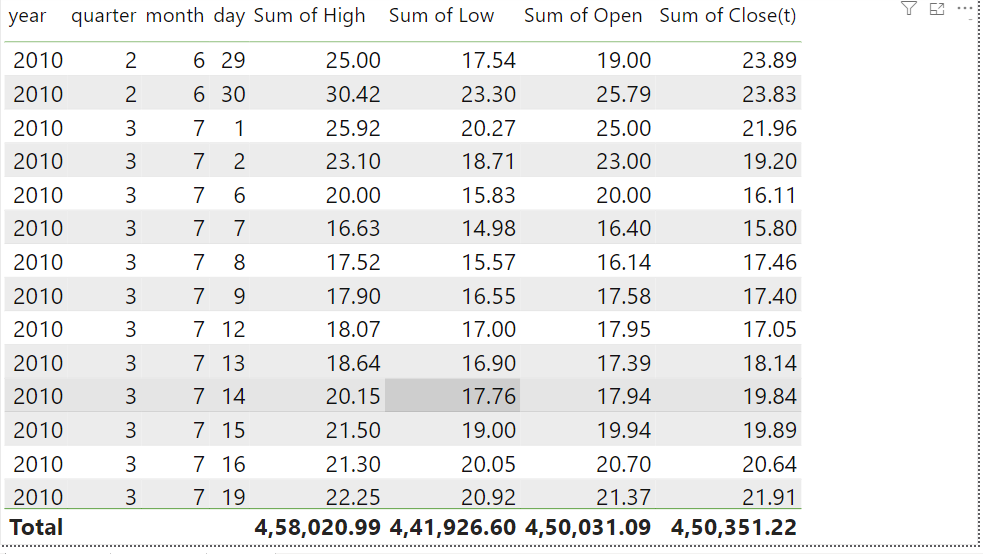 year quarter month day Sum of High Sum of Low Sum of Open Sum of Close(t)
2010 2 6 29 25.00 17.54 19.00 23.89
2010 2 6 30 30.42 23.30 25.79 23.83
2010 3 7 1 25.92 20.27 25.00 21.96
2010 3 7 2 23.10 18.71 23.00 19.20
2010 3 7 6 20.00 15.83 20.00 16.11
2010 3 7 7 16.63 14.98 16.40 15.80
2010 3 7 8 17.52 15.57 16.14 17.46
2010 3 7 9 17.90 16.55 17.58 17.40
2010 3 7 12 18.07 17.00 17.95 17.05
2010 3 7 13 18.64 16.90 17.39 18.14
2010 3 7 14 20.15 17.76 17.94 19.84
2010 3 7 15 21.50 19.00 19.94 19.89
2010 3 7 16 21.30 20.05 20.70 20.64
2010 3 7 19 22.25 20.92 21.37 21.91
Total 4,58,020.99 4,41,926.60 4,50,031.09 4,50,351.22